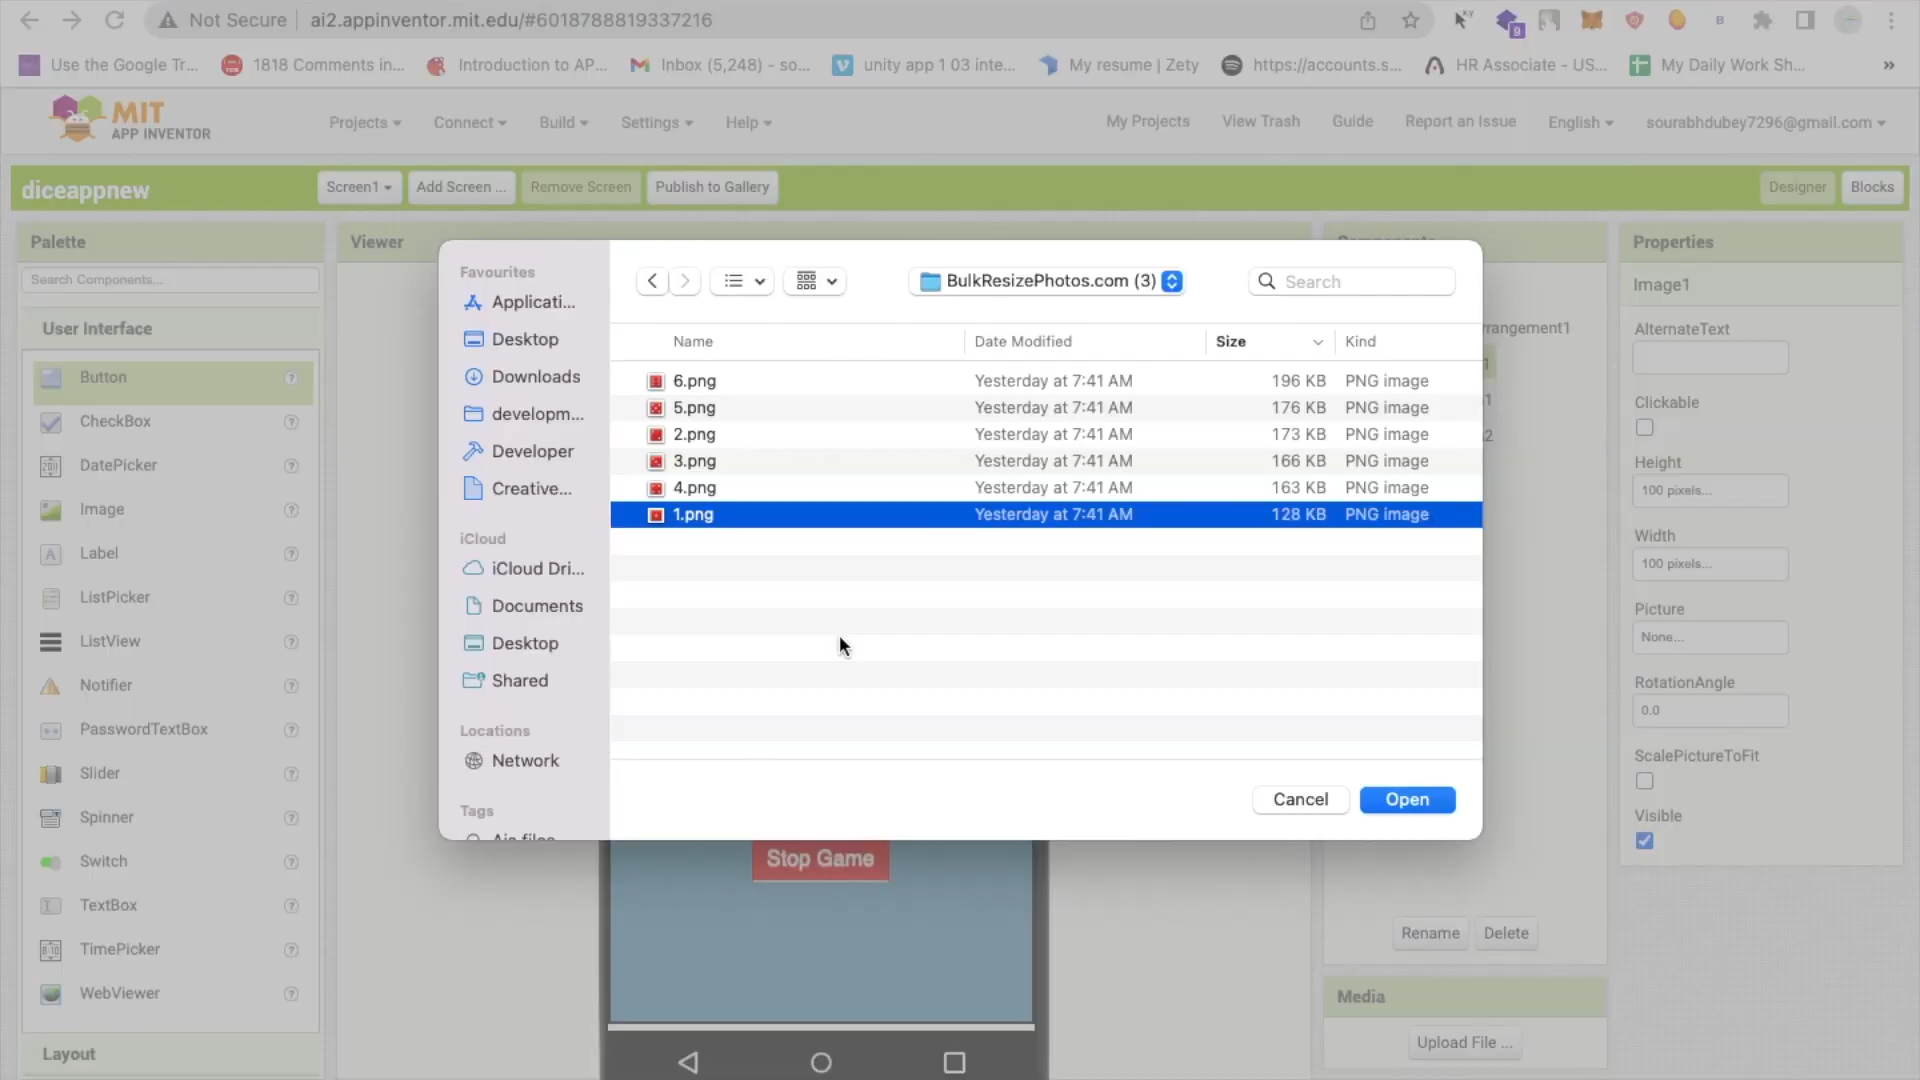 Not Secure
ai2.appinventor.mit.edu/#6018788819337216
9
B
Use the Google Tr...
1818 Comments in...
Introduction to AP...
Inbox (5,248) - so...
unity app 1 03 inte...
My resume | Zety
https://accounts.s...
HR Associate - US...
My Daily Work Sh...
»
MIT
APP INVENTOR
Projects
Connect
Build
Settings
Help
My Projects
View Trash
Guide
Report an Issue
English
sourabhdubey7296@gmail.com
diceappnew
Screen1
Add Screen ...
Remove Screen
Publish to Gallery
Designer
Blocks
Palette
Search Components...
User Interface
Button
CheckBox
DatePicker
Image
Label
ListPicker
ListView
Notifier
PasswordTextBox
Slider
Spinner
Switch
TextBox
TimePicker
WebViewer
Layout
Viewer
Favourites
Applicati...
Desktop
Downloads
developm...
Developer
Creative...
iCloud
iCloud Dri...
Documents
Desktop
Shared
Locations
Network
Tags
BulkResizePhotos.com (3)
Search
Name
Date Modified
Size
Kind
6.png Yesterday at 7:41 AM 196 KB PNG image
5.png Yesterday at 7:41 AM 176 KB PNG image
2.png Yesterday at 7:41 AM 173 KB PNG image
3.png Yesterday at 7:41 AM 166 KB PNG image
4.png Yesterday at 7:41 AM 163 KB PNG image
1.png Yesterday at 7:41 AM 128 KB PNG image
Cancel
Open
Stop Game
rrangement1
1
1
2
Rename
Delete
Media
Upload File ...
Properties
Image1
AlternateText
Clickable
Height
100 pixels...
Width
100 pixels...
Picture
None...
RotationAngle
0.0
ScalePictureToFit
Visible